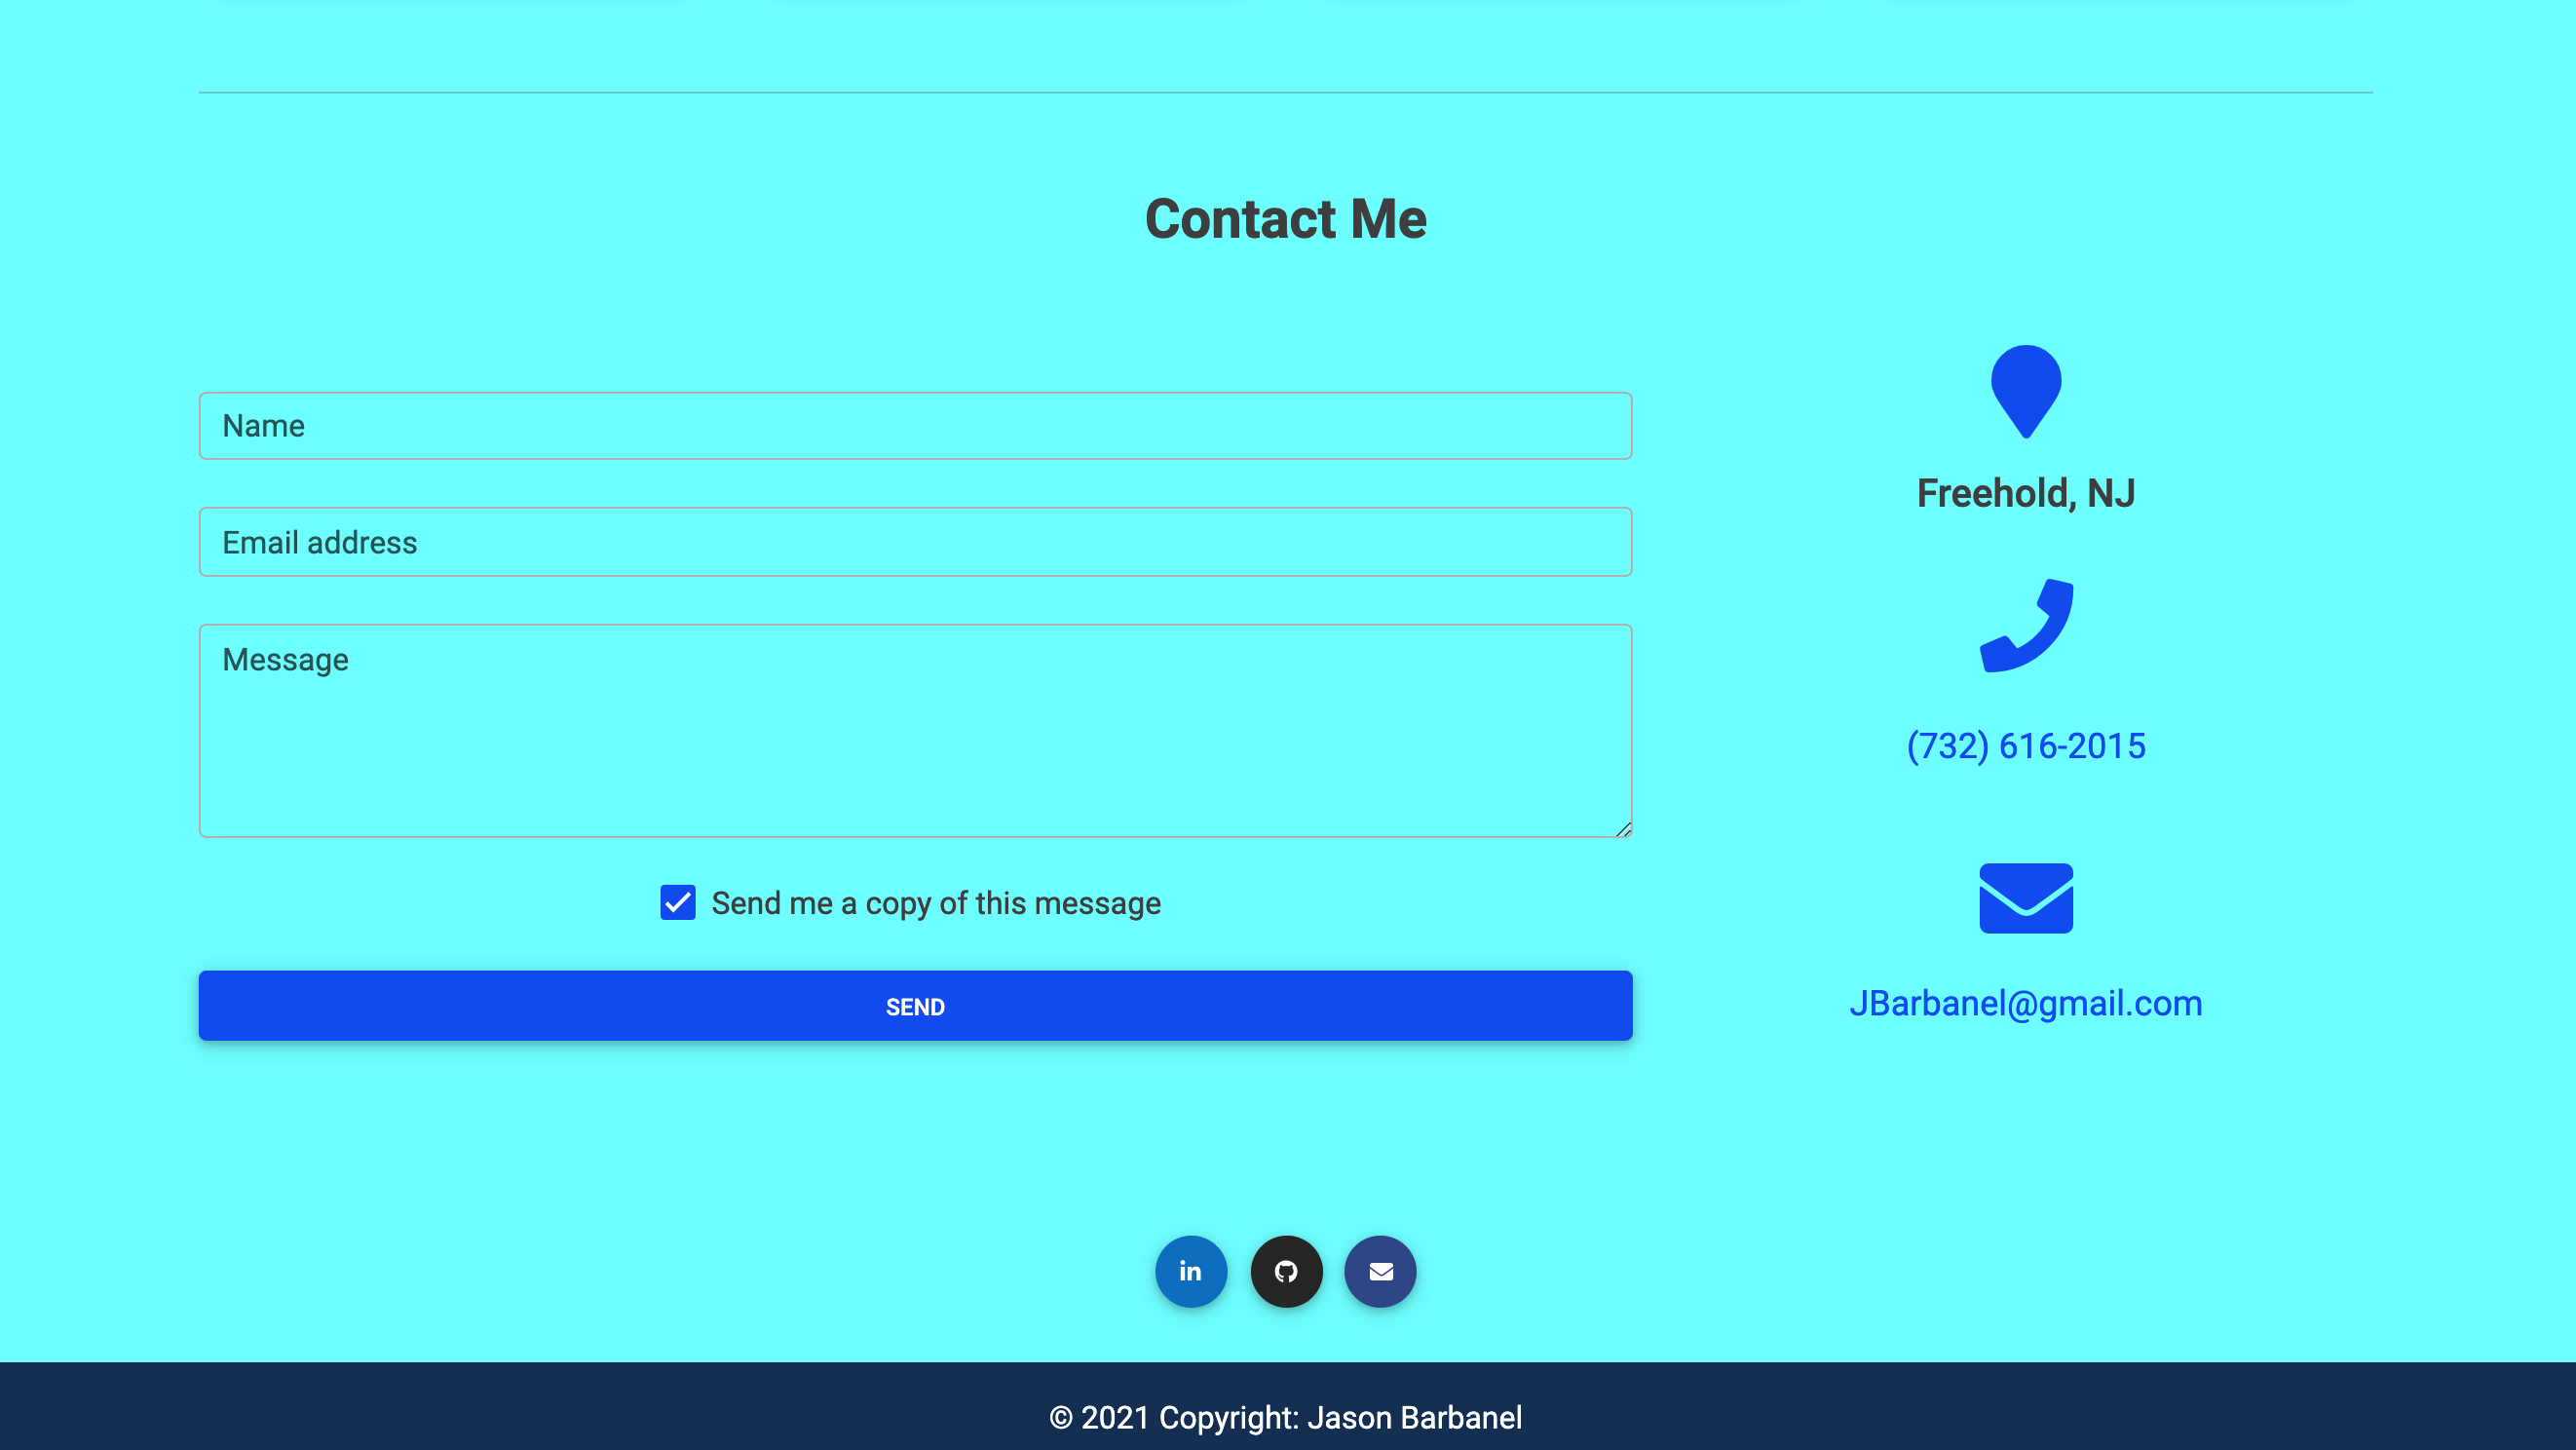 Contact Me
Name
Email address
Message
Send me a copy of this message
SEND
Freehold, NJ
(732) 616-2015
JBarbanel@gmail.com
in
© 2021 Copyright: Jason Barbanel